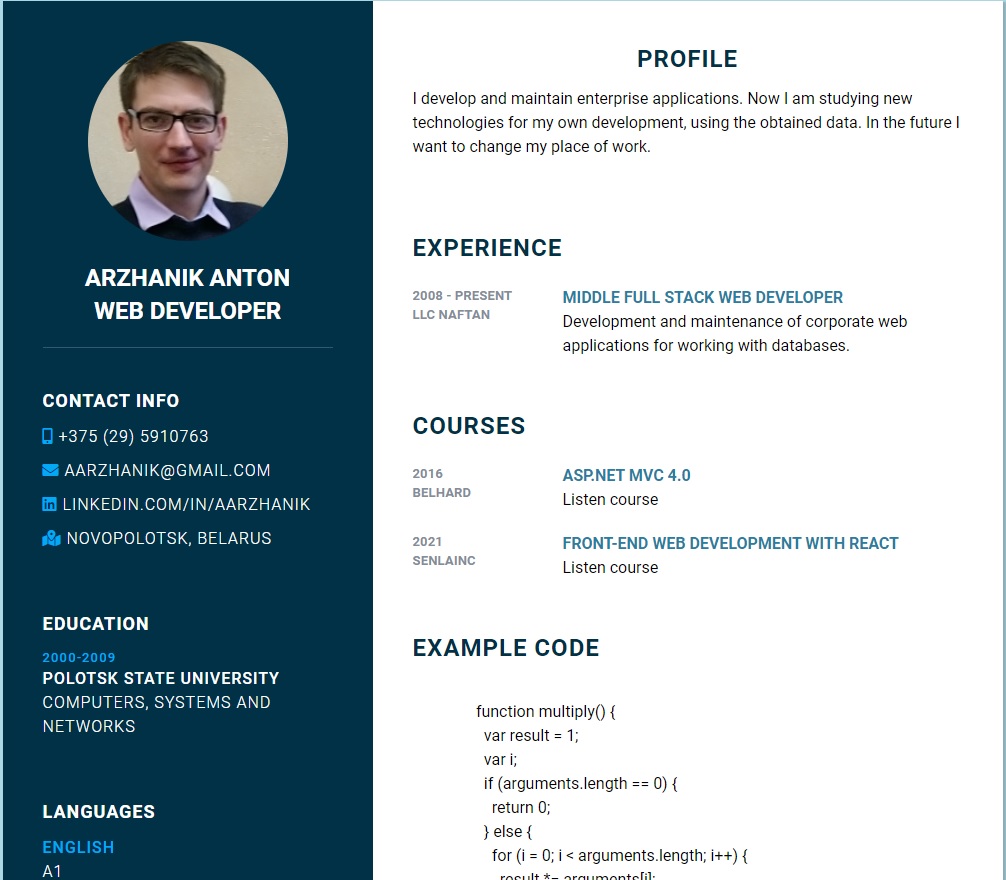 ARZHANIK ANTON
WEB DEVELOPER
CONTACT INFO
+375 (29) 5910763
AARZHANIK@GMAIL.COM
LINKEDIN.COM/IN/AARZHANIK
NOVOPOLOTSK, BELARUS
EDUCATION
2000-2009
POLOTSK STATE UNIVERSITY
COMPUTERS, SYSTEMS AND
NETWORKS
LANGUAGES
ENGLISH
A1
PROFILE
I develop and maintain enterprise applications. Now I am studying new
technologies for my own development, using the obtained data. In the future I
want to change my place of work.
EXPERIENCE
2008 - PRESENT
LLC NAFTAN
MIDDLE FULL STACK WEB DEVELOPER
Development and maintenance of corporate web
applications for working with databases.
COURSES
2016
BELHARD
ASP.NET MVC 4.0
Listen course
2021
SENLAINC
FRONT-END WEB DEVELOPMENT WITH REACT
Listen course
EXAMPLE CODE
function multiply() {
var result = 1;
var i;
if (arguments.length == 0) {
return 0;
} else {
for (i = 0; i < arguments.length; i++) {
result *= arguments[i];